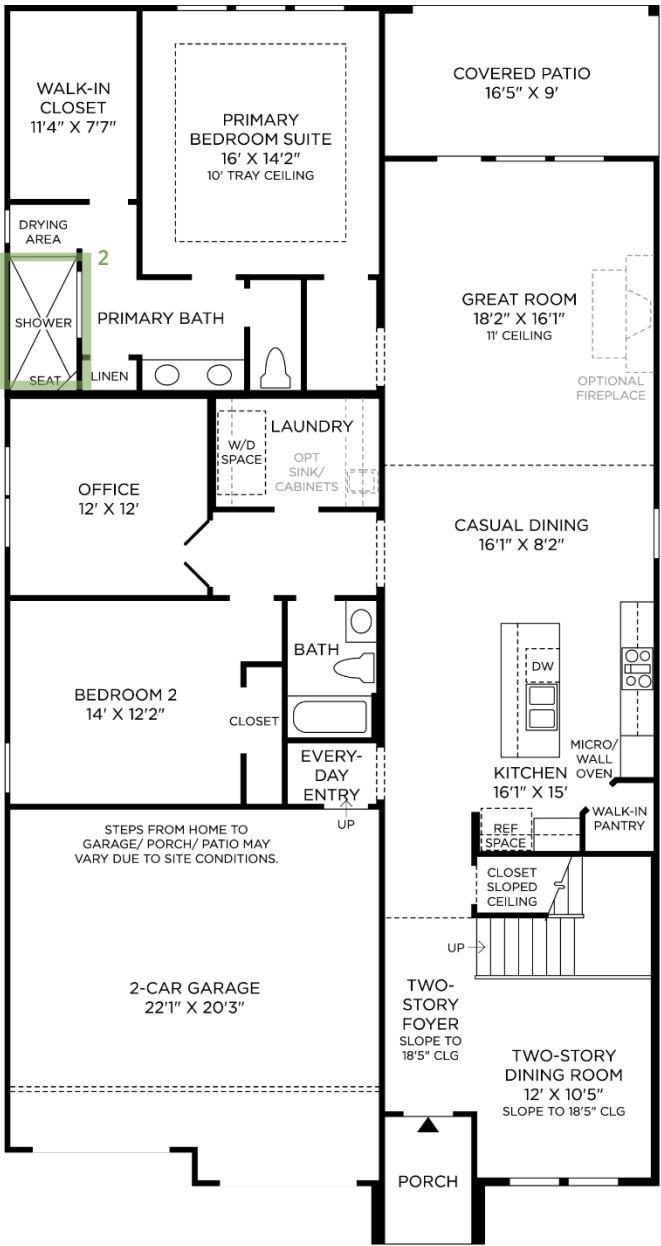 WALK-IN
CLOSET
11'4" X 7'7"
PRIMARY
BEDROOM SUITE
16' X 14'2"
10' TRAY CEILING
COVERED PATIO
16'5" X 9'
DRYING
AREA
2
SHOWER
SEAT
PRIMARY BATH
LINEN
GREAT ROOM
18'2" X 16'1"
11' CEILING
OPTIONAL
FIREPLACE
LAUNDRY
W/D
SPACE
OPT
SINK/
CABINETS
OFFICE
12' X 12'
CASUAL DINING
16'1" X 8'2"
BATH
BEDROOM 2
14' X 12'2"
CLOSET
DW
MICRO/
WALL
OVEN
KITCHEN
16'1" X 15'
EVERY-
DAY
ENTRY
UP
WALK-IN
PANTRY
REF
SPACE
STEPS FROM HOME TO
GARAGE/ PORCH/ PATIO MAY
VARY DUE TO SITE CONDITIONS.
CLOSET
SLOPED
CEILING
UP
2-CAR GARAGE
22'1" X 20'3"
TWO-
STORY
FOYER
SLOPE TO
18'5" CLG
TWO-STORY
DINING ROOM
12' X 10'5"
SLOPE TO 18'5" CLG
PORCH